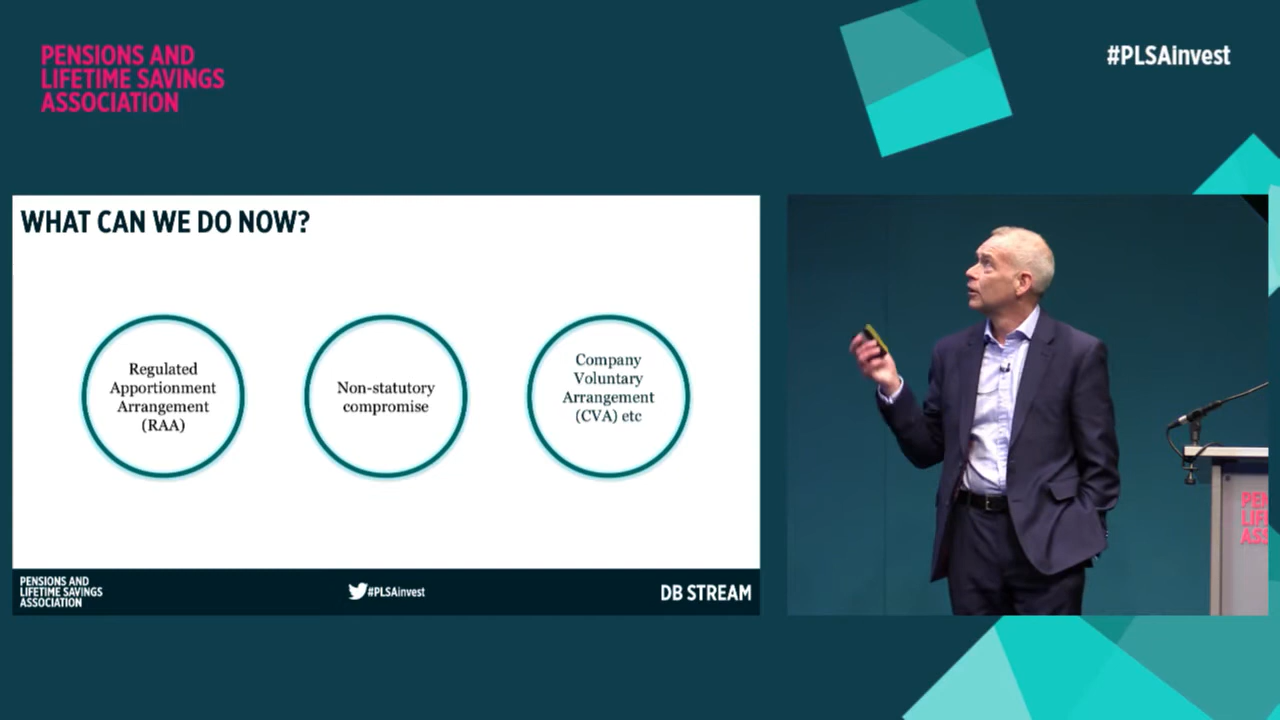 PENSIONS AND
LIFETIME SAVINGS
ASSOCIATION
#PLSAinvest
WHAT CAN WE DO NOW?
Regulated
Apportionment
Arrangement
(RAA)
Non-statutory
compromise
Company
Voluntary
Arrangement
(CVA) etc
PENSIONS AND
LIFETIME SAVINGS
ASSOCIATION
#PLSAinvest
DB STREAM